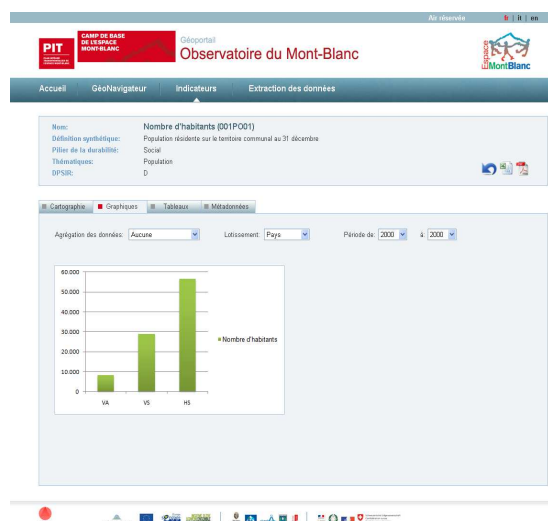 Air réservée fr | it | en
PIT
CAMP DE BASE
DE L'ESPACE
MONT-BLANC
Géoportail
Observatoire du Mont-Blanc
Espace
MontBlanc
Accueil GéoNavigateur Indicateurs Extraction des données
Nom: Nombre d'habitants (001PO01)
Définition synthétique: Population résidente sur le territoire communal au 31 décembre
Pilier de la durabilité: Social
Thématiques: Population
DPSIR: D
Cartographie Graphiques Tableaux Métadonnées
Agrégation des données: Aucune Lotissement: Pays Période de: 2000 à: 2000
60.000
50.000
40.000
30.000
20.000
10.000
0
VA VS HS
Nombre d'habitants